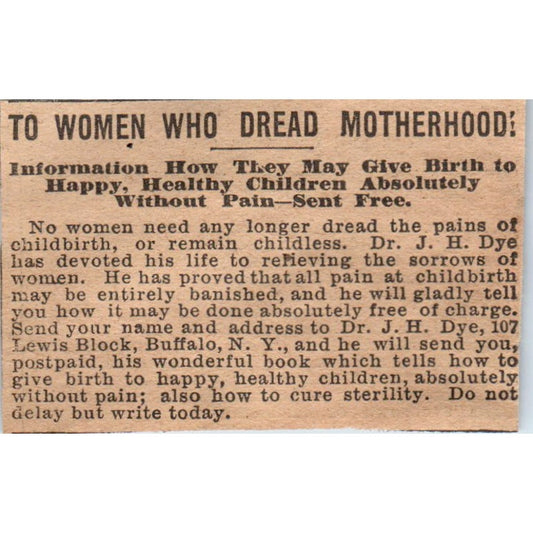 TO WOMEN WHO DREAD MOTHERHOOD!
Information How They May Give Birth to
Happy, Healthy Children Absolutely
Without Pain—Sent Free.
No women need any longer dread the pains of
childbirth, or remain childless. Dr. J. H. Dye
has devoted his life to relieving the sorrows of
women. He has proved that all pain at childbirth
may be entirely banished, and he will gladly tell
you how it may be done absolutely free of charge.
Send your name and address to Dr. J. H. Dye, 107
Lewis Block, Buffalo, N. Y., and he will send you,
postpaid, his wonderful book which tells how to
give birth to happy, healthy children, absolutely
without pain; also how to cure sterility. Do not
delay but write today.